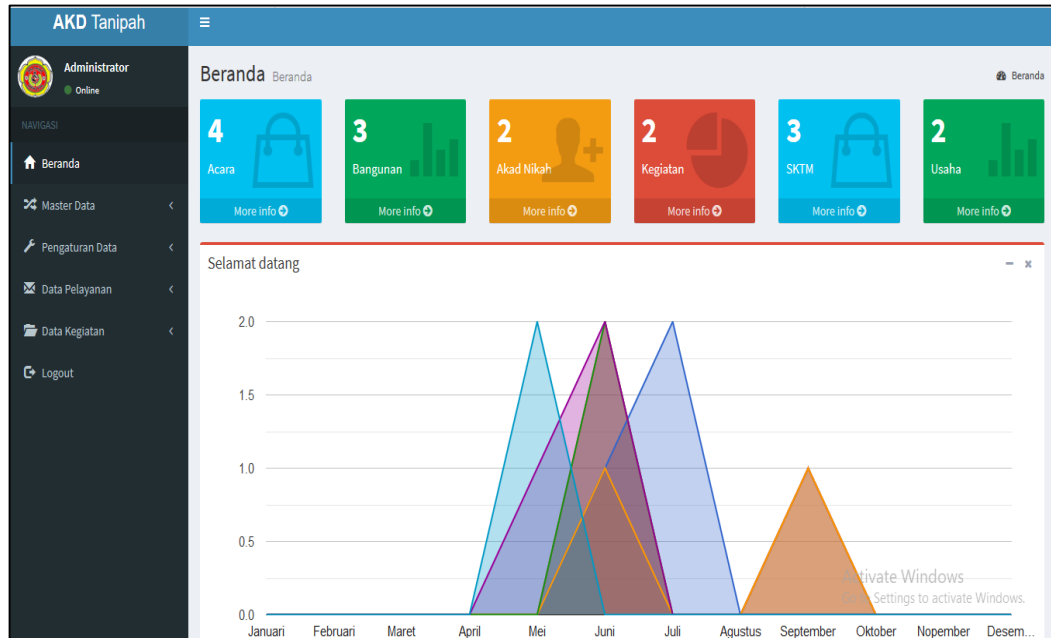 AKD Tanipah
Administrator
Online
NAVIGASI
Beranda
Master Data
Pengaturan Data
Data Pelayanan
Data Kegiatan
Logout
Beranda Beranda
Beranda
4
Acara
More info
3
Bangunan
More info
2
Akad Nikah
More info
2
Kegiatan
More info
3
SKTM
More info
2
Usaha
More info
Selamat datang
2.0
1.5
1.0
0.5
0.0
Januari Februari Maret April Mei Juni Juli Agustus September Oktober Nopember Desem...
Activate Windows
Settings to activate Windows.